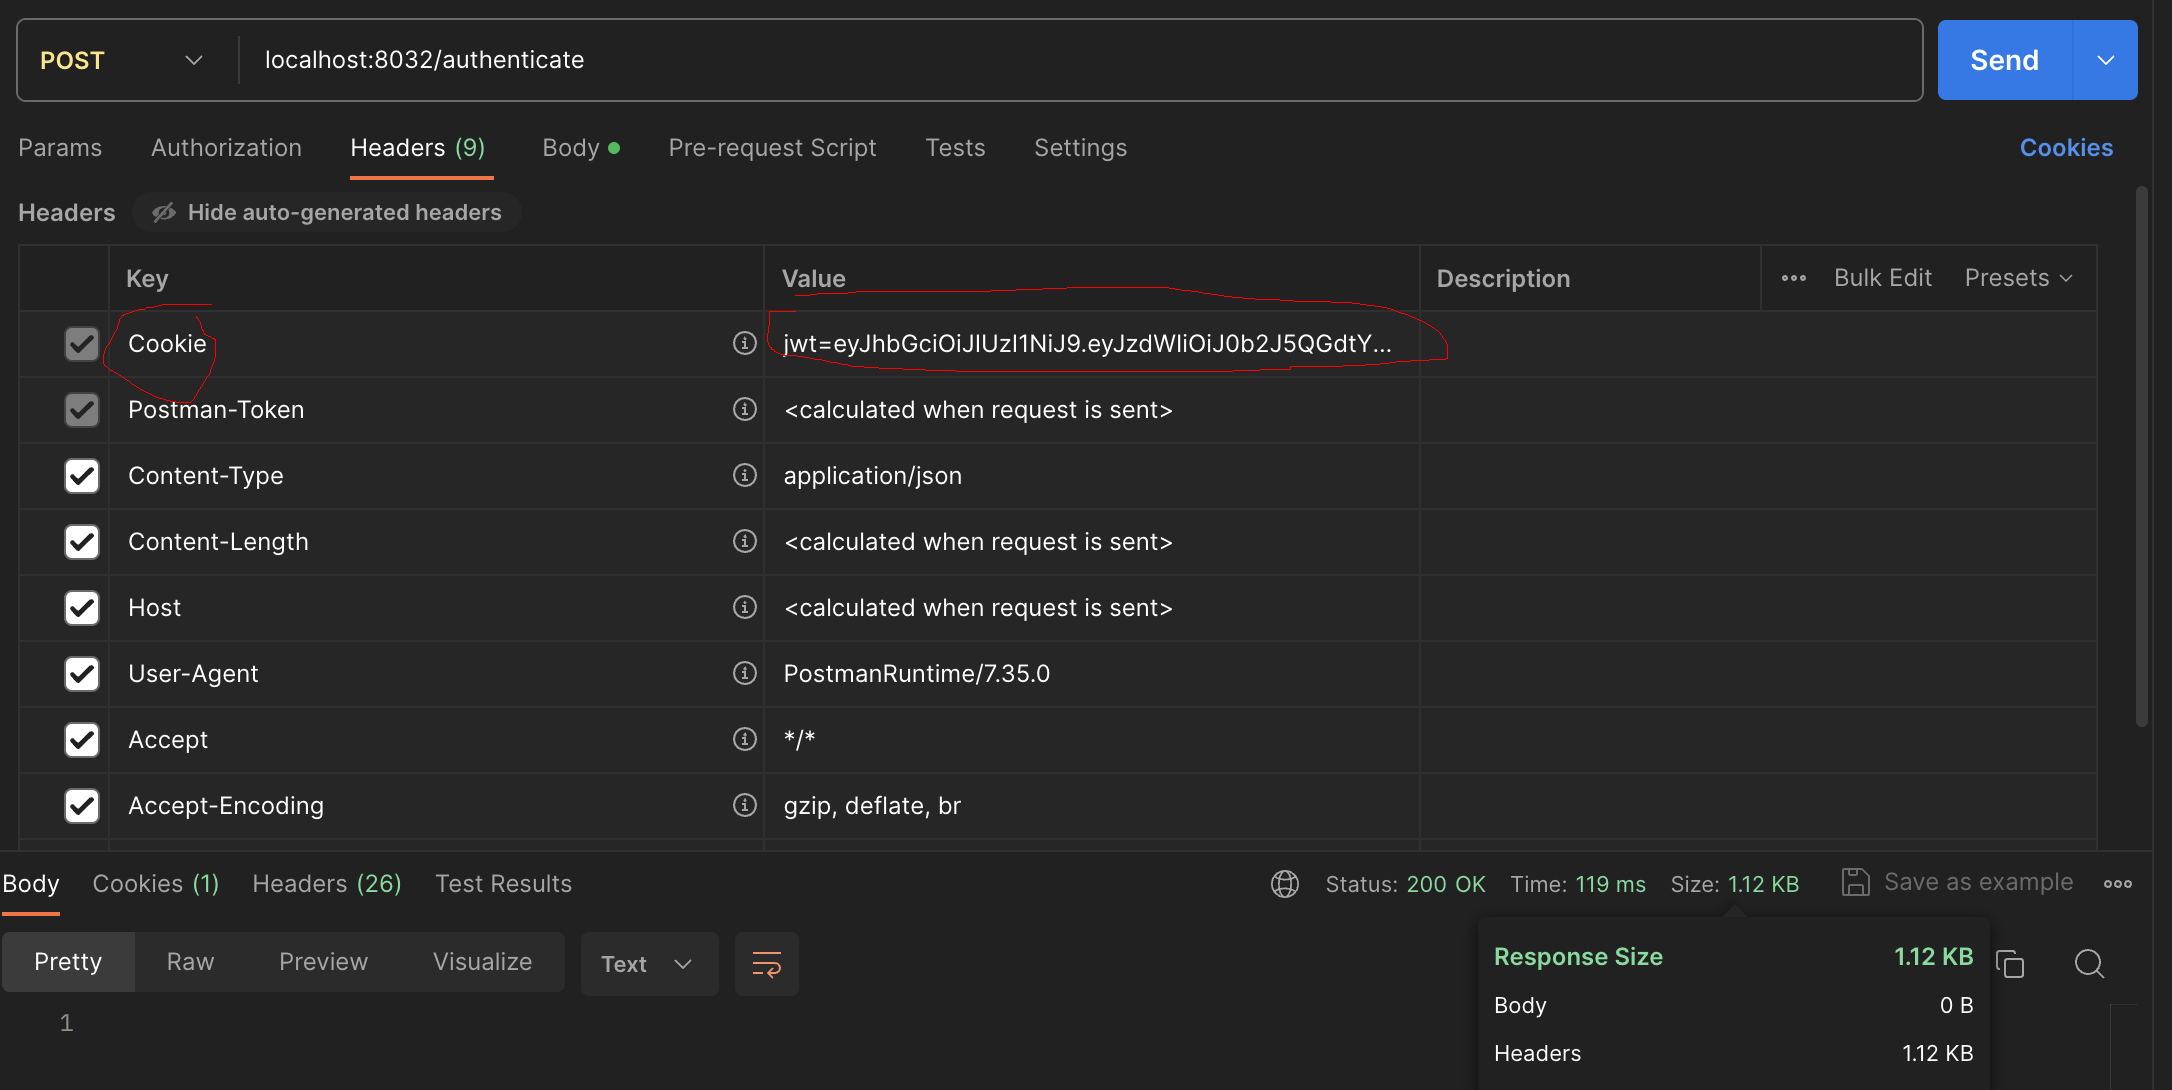 POST localhost:8032/authenticate Send
Params Authorization Headers (9) Body Pre-request Script Tests Settings Cookies
Headers Hide auto-generated headers
Key Value Description Bulk Edit Presets
Cookie jwt=eyJhbGciOiJIUzI1NiJ9.eyJzdWIiOiJ0b2J5QGdtY...
Postman-Token <calculated when request is sent>
Content-Type application/json
Content-Length <calculated when request is sent>
Host <calculated when request is sent>
User-Agent PostmanRuntime/7.35.0
Accept */*
Accept-Encoding gzip, deflate, br
Body Cookies (1) Headers (26) Test Results Status: 200 OK Time: 119 ms Size: 1.12 KB Save as example
Pretty Raw Preview Visualize Text
Response Size 1.12 KB
Body 0 B
Headers 1.12 KB
1